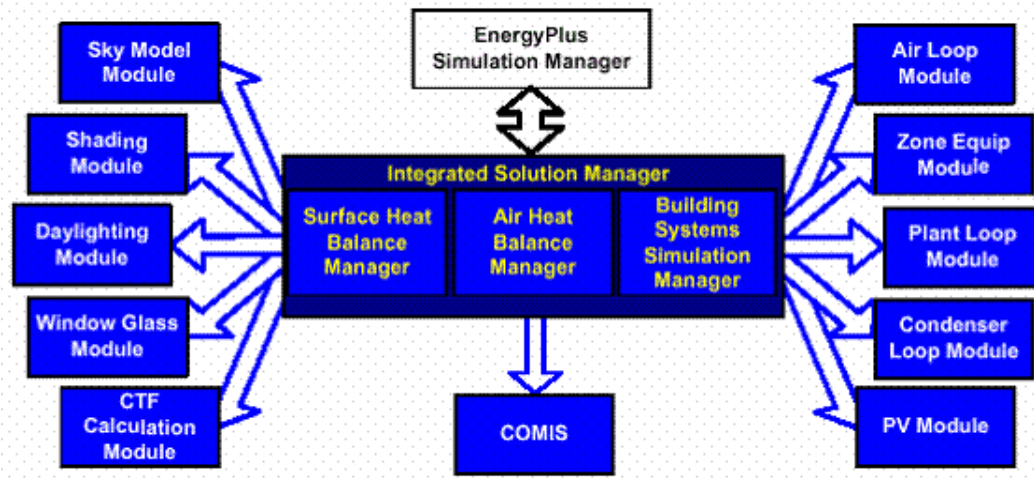 EnergyPlus
Simulation Manager
Sky Model
Module
Shading
Module
Daylighting
Module
Window Glass
Module
CTF
Calculation
Module
Integrated Solution Manager
Surface Heat
Balance
Manager
Air Heat
Balance
Manager
Building
Systems
Simulation
Manager
COMIS
Air Loop
Module
Zone Equip
Module
Plant Loop
Module
Condenser
Loop Module
PV Module